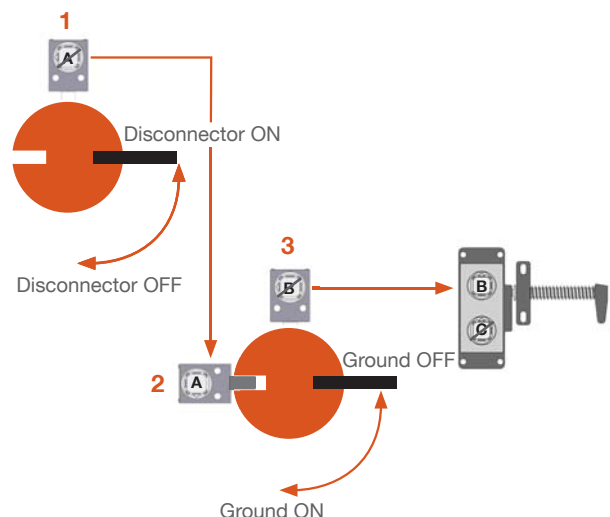 1
A
Disconnector ON
Disconnector OFF
3
B
B
C
Ground OFF
2
A
Ground ON